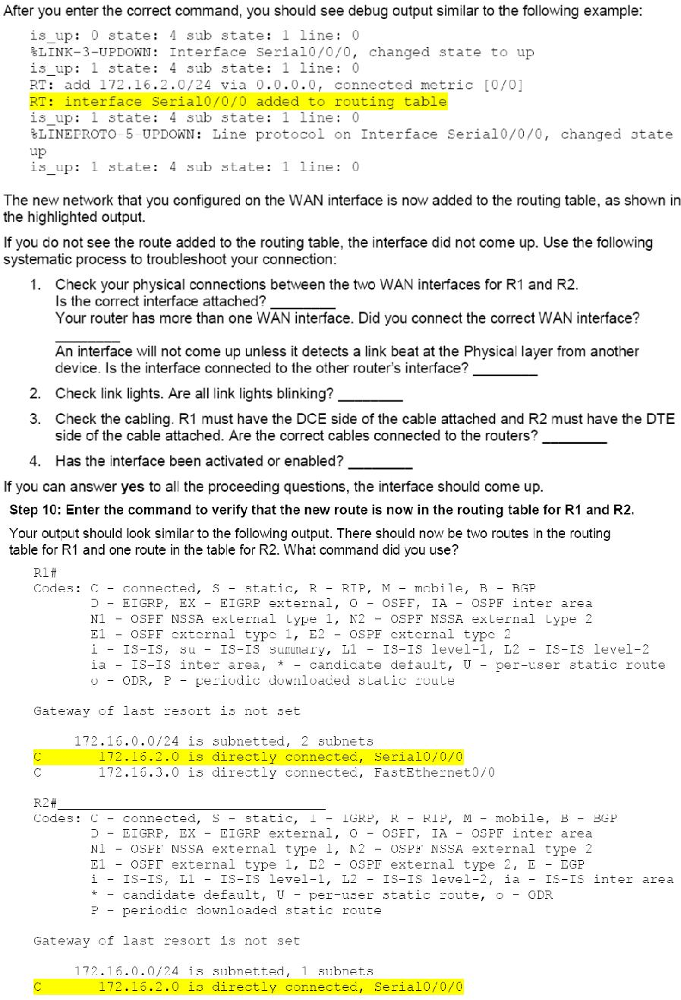 After you enter the correct command, you should see debug output similar to the following example:
is_up: 0 state: 4 sub state: 1 line: 0
%LINK-3-UPDOWN: Interface Serial0/0/0, changed state to up
is_up: 1 state: 4 sub state: 1 line: 0
RT: add 172.16.2.0/24 via 0.0.0.0, connected metric [0/0]
RT: interface Serial0/0/0 added to routing table
is_up: 1 state: 4 sub state: 1 line: 0
%LINEPROTO-5-UPDOWN: Line protocol on Interface Serial0/0/0, changed state
up
is_up: 1 state: 4 sub state: 1 line: 0
The new network that you configured on the WAN interface is now added to the routing table, as shown in
the highlighted output.
If you do not see the route added to the routing table, the interface did not come up. Use the following
systematic process to troubleshoot your connection:
1. Check your physical connections between the two WAN interfaces for R1 and R2.
Is the correct interface attached? ________
Your router has more than one WAN interface. Did you connect the correct WAN interface?
________
An interface will not come up unless it detects a link beat at the Physical layer from another
device. Is the interface connected to the other router's interface? ________
2. Check link lights. Are all link lights blinking? ________
3. Check the cabling. R1 must have the DCE side of the cable attached and R2 must have the DTE
side of the cable attached. Are the correct cables connected to the routers? ________
4. Has the interface been activated or enabled? ________
If you can answer yes to all the proceeding questions, the interface should come up.
Step 10: Enter the command to verify that the new route is now in the routing table for R1 and R2.
Your output should look similar to the following output. There should now be two routes in the routing
table for R1 and one route in the table for R2. What command did you use?
R1#
Codes: C - connected, S - static, R - RIP, M - mobile, B - BGP
D - EIGRP, EX - EIGRP external, O - OSPF, IA - OSPF inter area
N1 - OSPF NSSA external type 1, N2 - OSPF NSSA external type 2
E1 - OSPF external type 1, E2 - OSPF external type 2
i - IS-IS, su - IS-IS summary, L1 - IS-IS level-1, L2 - IS-IS level-2
ia - IS-IS inter area, * - candidate default, U - per-user static route
o - ODR, P - periodic downloaded static route
Gateway of last resort is not set
172.16.0.0/24 is subnetted, 2 subnets
C 172.16.2.0 is directly connected, Serial0/0/0
C 172.16.3.0 is directly connected, FastEthernet0/0
R2#________________________________
Codes: C - connected, S - static, I - IGRP, R - RIP, M - mobile, B - BGP
D - EIGRP, EX - EIGRP external, O - OSPF, IA - OSPF inter area
N1 - OSPF NSSA external type 1, N2 - OSPF NSSA external type 2
E1 - OSPF external type 1, E2 - OSPF external type 2, E - EGP
i - IS-IS, L1 - IS-IS level-1, L2 - IS-IS level-2, ia - IS-IS inter area
* - candidate default, U - per-user static route, o - ODR
P - periodic downloaded static route
Gateway of last resort is not set
172.16.0.0/24 is subnetted, 1 subnets
C 172.16.2.0 is directly connected, Serial0/0/0